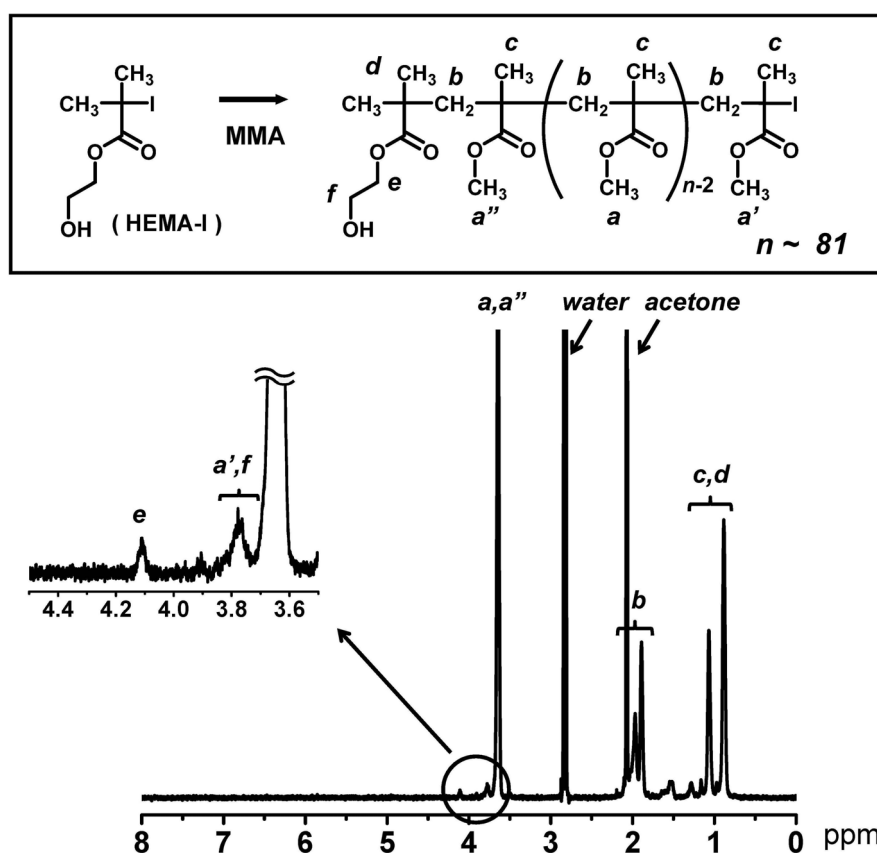 d c c c
CH₃ b CH₃ b CH₃ b CH₃
CH₃ I CH₃ CH₂ CH₂ CH₂ I
MMA
O O O O O O O O O O
f e CH₃ CH₃ n-2 CH₃
OH ( HEMA-I ) OH a" a a'
n ~ 81
a,a" water acetone
a',f
e
c,d
b
4.4 4.2 4.0 3.8 3.6
8 7 6 5 4 3 2 1 0 ppm